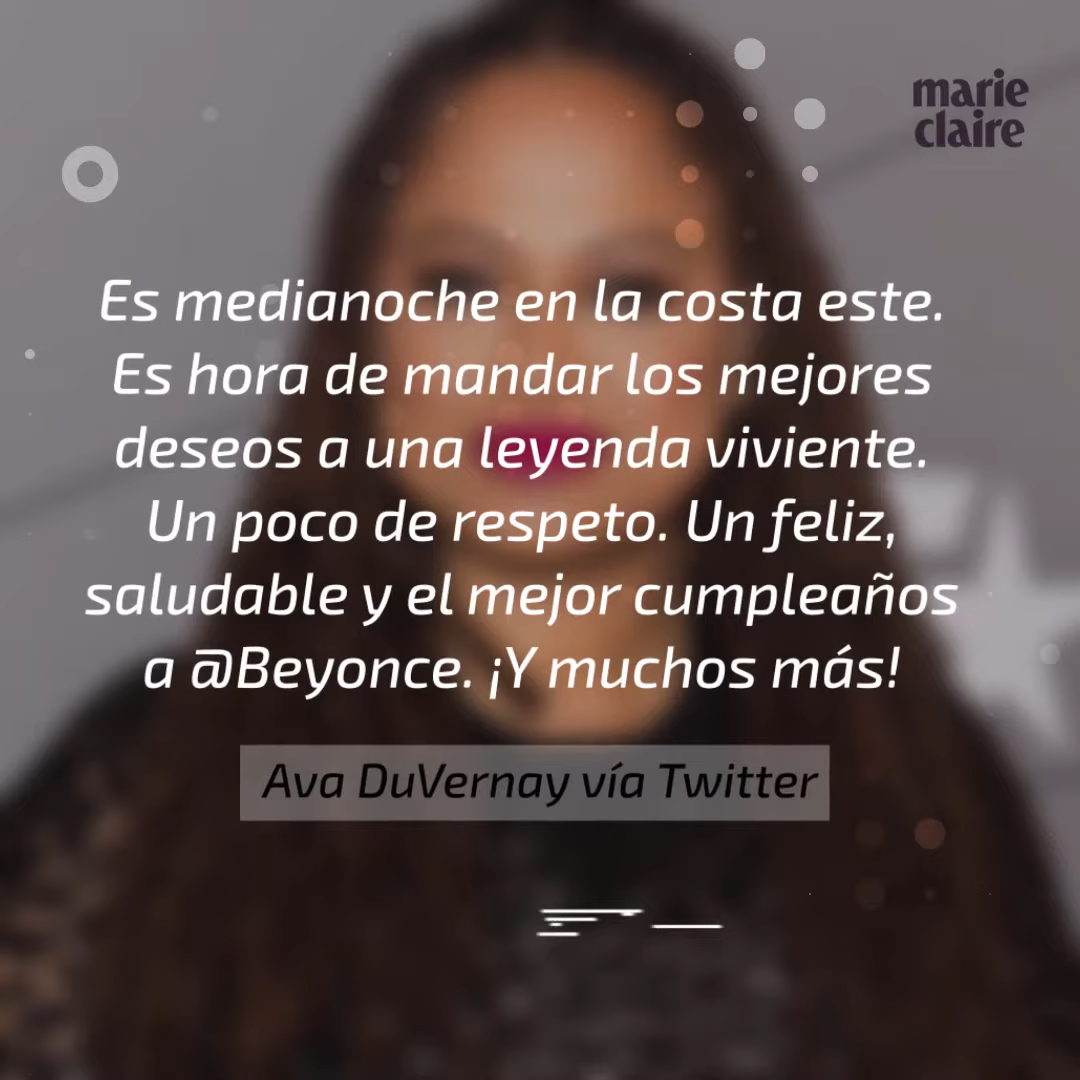 marie
claire
Es medianoche en la costa este.
Es hora de mandar los mejores
deseos a una leyenda viviente.
Un poco de respeto. Un feliz,
saludable y el mejor cumpleaños
a @Beyonce. ¡Y muchos más!
Ava DuVernay vía Twitter